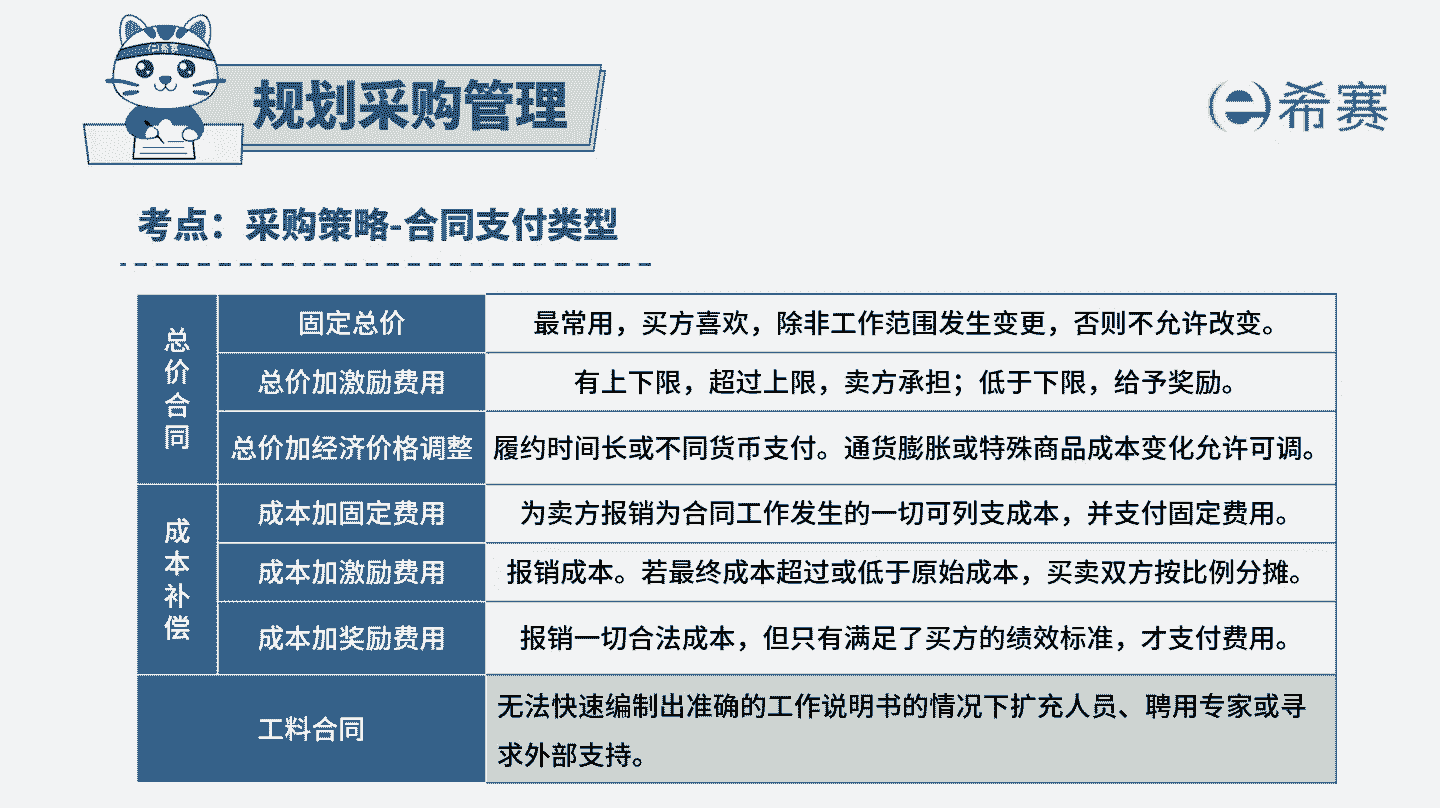 希赛
规划采购管理
希赛
考点：采购策略-合同支付类型
总价合同
固定总价
最常用，买方喜欢，除非工作范围发生变更，否则不允许改变。
总价加激励费用
有上下限，超过上限，卖方承担；低于下限，给予奖励。
总价加经济价格调整
履约时间长或不同货币支付。通货膨胀或特殊商品成本变化允许可调。
成本补偿
成本加固定费用
为卖方报销为合同工作发生的一切可列支成本，并支付固定费用。
成本加激励费用
报销成本。若最终成本超过或低于原始成本，买卖双方按比例分摊。
成本加奖励费用
报销一切合法成本，但只有满足了买方的绩效标准，才支付费用。
工料合同
无法快速编制出准确的工作说明书的情况下扩充人员、聘用专家或寻
求外部支持。